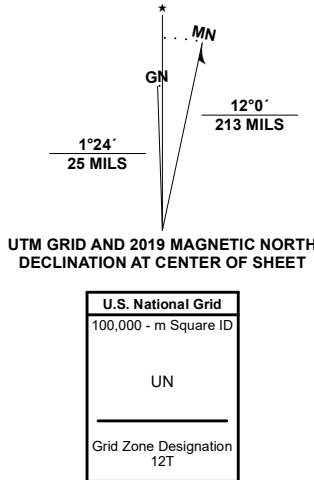 ★
MN
GN
1°24´
25 MILS
12°0´
213 MILS
UTM GRID AND 2019 MAGNETIC NORTH
DECLINATION AT CENTER OF SHEET
U.S. National Grid
100,000 - m Square ID
UN
Grid Zone Designation
12T